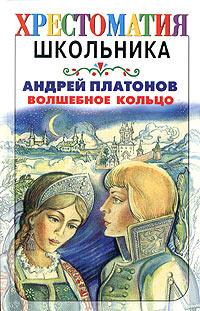 ХРЕСТОМАТИЯ
ШКОЛЬНИКА
АНДРЕЙ ПЛАТОНОВ
ВОЛШЕБНОЕ КОЛЬЦО